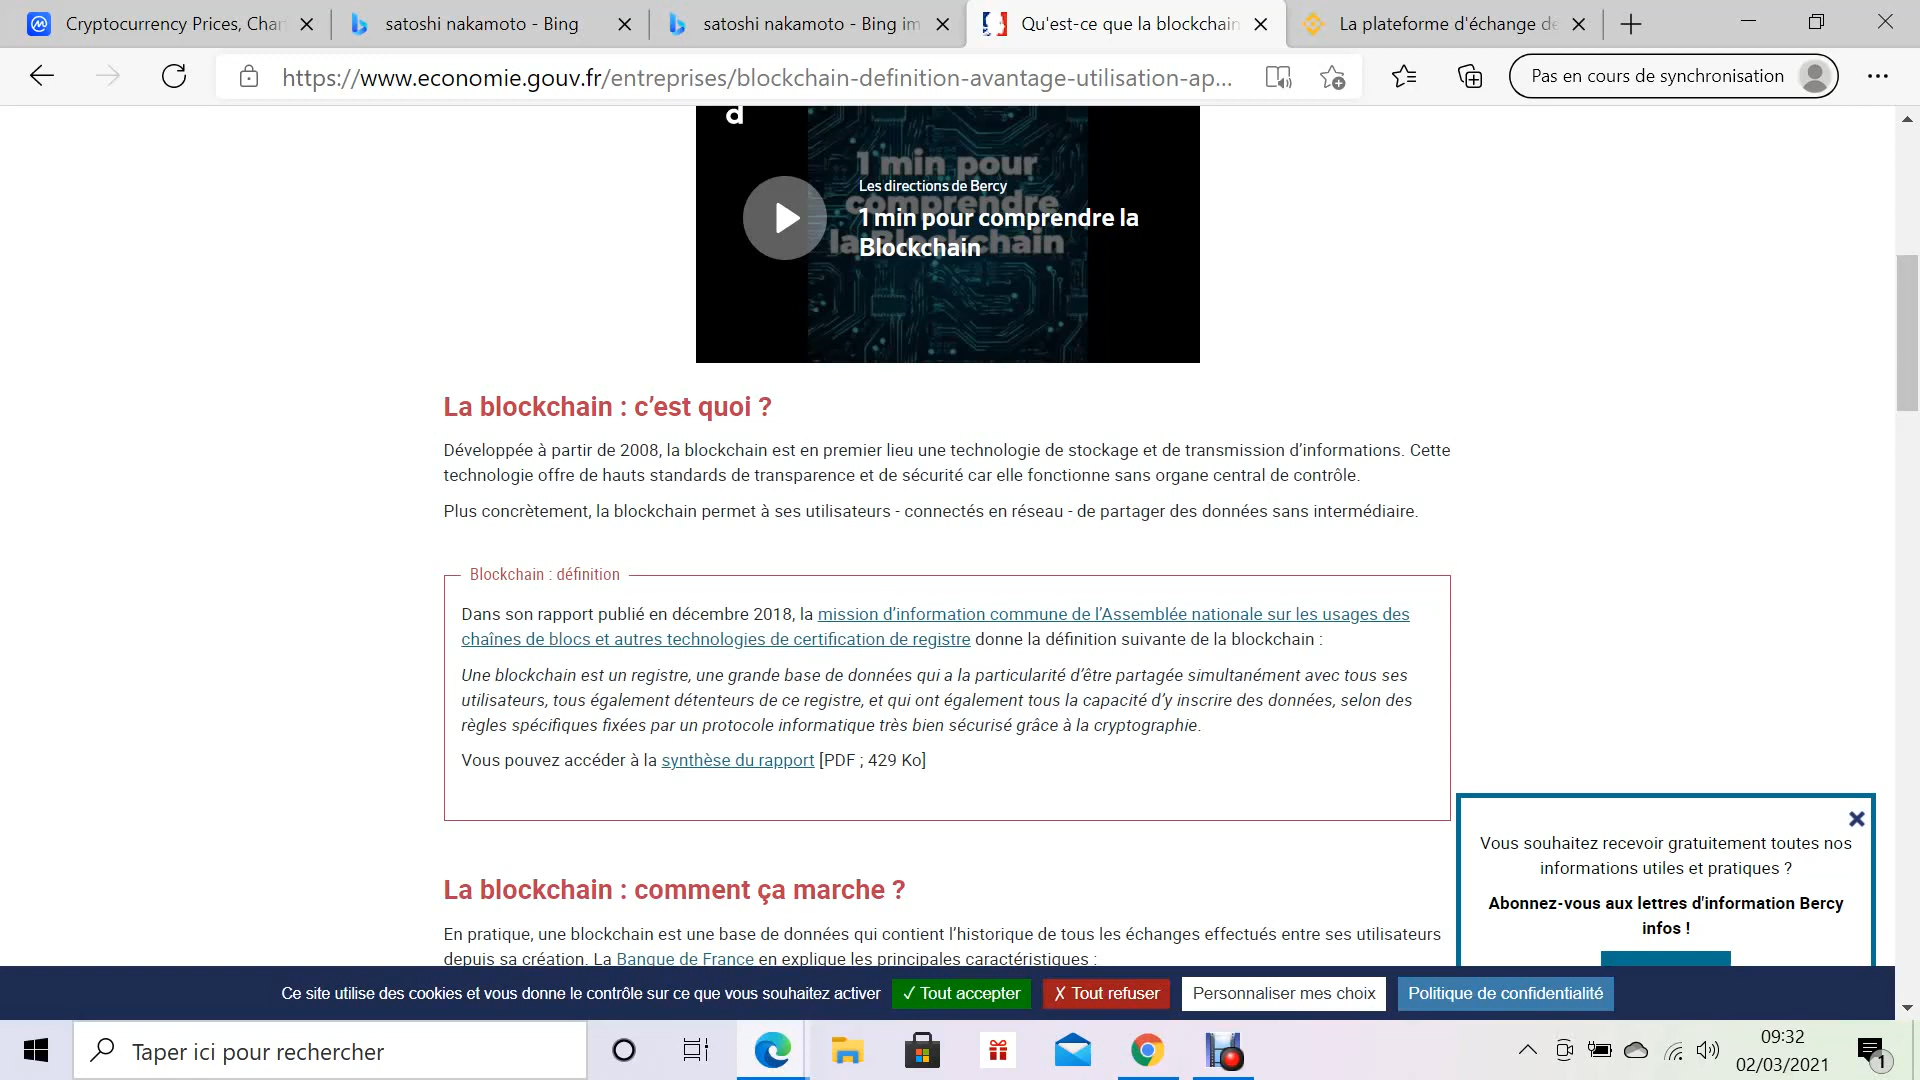 Cryptocurrency Prices, Char
satoshi nakamoto - Bing
satoshi nakamoto - Bing im
Qu'est-ce que la blockchain
La plateforme d'échange de
https://www.economie.gouv.fr/entreprises/blockchain-definition-avantage-utilisation-ap...
Pas en cours de synchronisation
d
1 min pour
comprendre
la Blockchain
Les directions de Bercy
1 min pour comprendre la
Blockchain
La blockchain : c’est quoi ?
Développée à partir de 2008, la blockchain est en premier lieu une technologie de stockage et de transmission d’informations. Cette
technologie offre de hauts standards de transparence et de sécurité car elle fonctionne sans organe central de contrôle.
Plus concrètement, la blockchain permet à ses utilisateurs - connectés en réseau - de partager des données sans intermédiaire.
Blockchain : définition
Dans son rapport publié en décembre 2018, la mission d’information commune de l’Assemblée nationale sur les usages des
chaînes de blocs et autres technologies de certification de registre donne la définition suivante de la blockchain :
Une blockchain est un registre, une grande base de données qui a la particularité d’être partagée simultanément avec tous ses
utilisateurs, tous également détenteurs de ce registre, et qui ont également tous la capacité d’y inscrire des données, selon des
règles spécifiques fixées par un protocole informatique très bien sécurisé grâce à la cryptographie.
Vous pouvez accéder à la synthèse du rapport [PDF ; 429 Ko]
La blockchain : comment ça marche ?
En pratique, une blockchain est une base de données qui contient l’historique de tous les échanges effectués entre ses utilisateurs
depuis sa création. La Banque de France en explique les principales caractéristiques :
Vous souhaitez recevoir gratuitement toutes nos
informations utiles et pratiques ?
Abonnez-vous aux lettres d'information Bercy
infos !
Ce site utilise des cookies et vous donne le contrôle sur ce que vous souhaitez activer
✓ Tout accepter
✗ Tout refuser
Personnaliser mes choix
Politique de confidentialité
Taper ici pour rechercher
09:32
02/03/2021
1